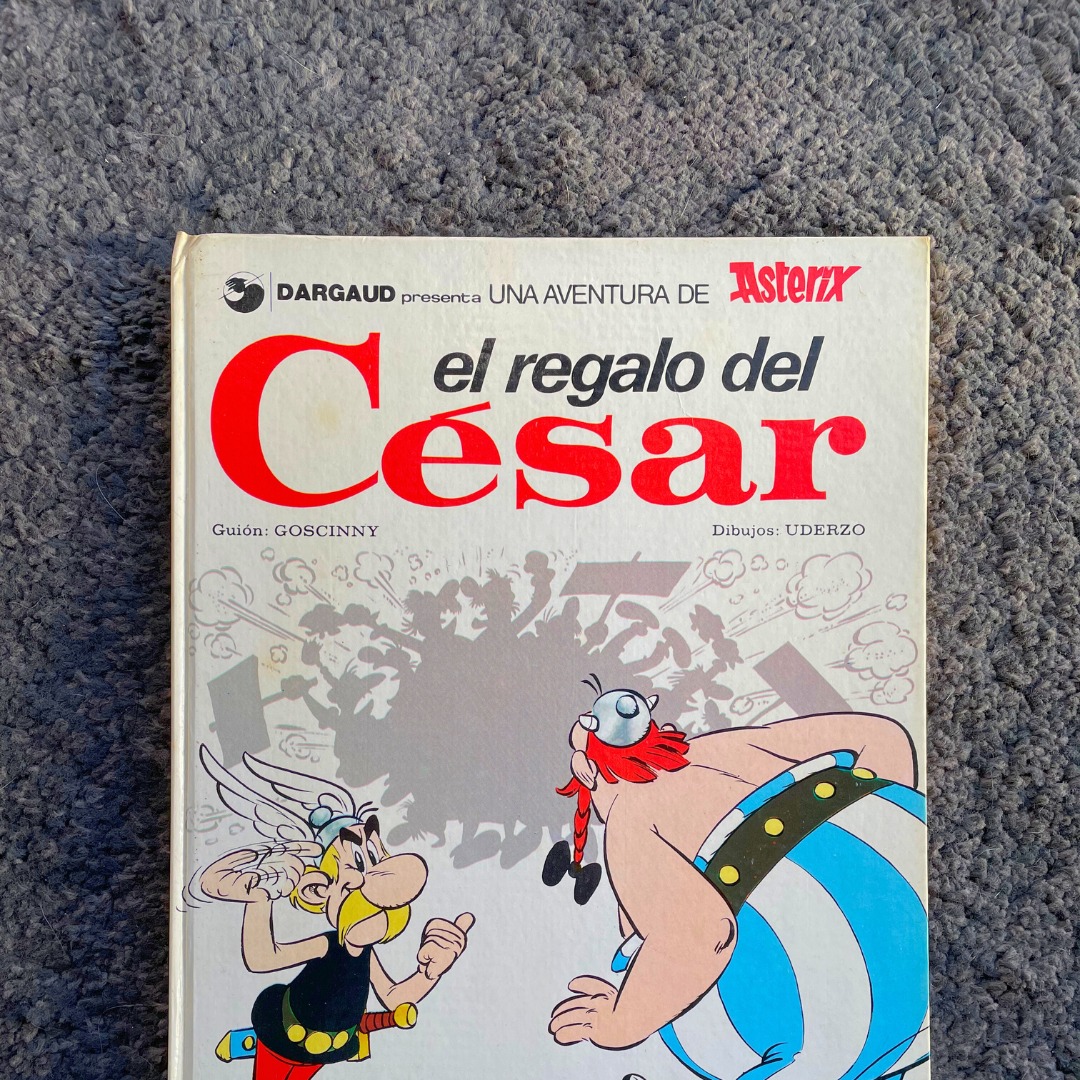 DARGAUD presenta UNA AVENTURA DE Asterix
el regalo del
César
Guión: GOSCINNY Dibujos: UDERZO